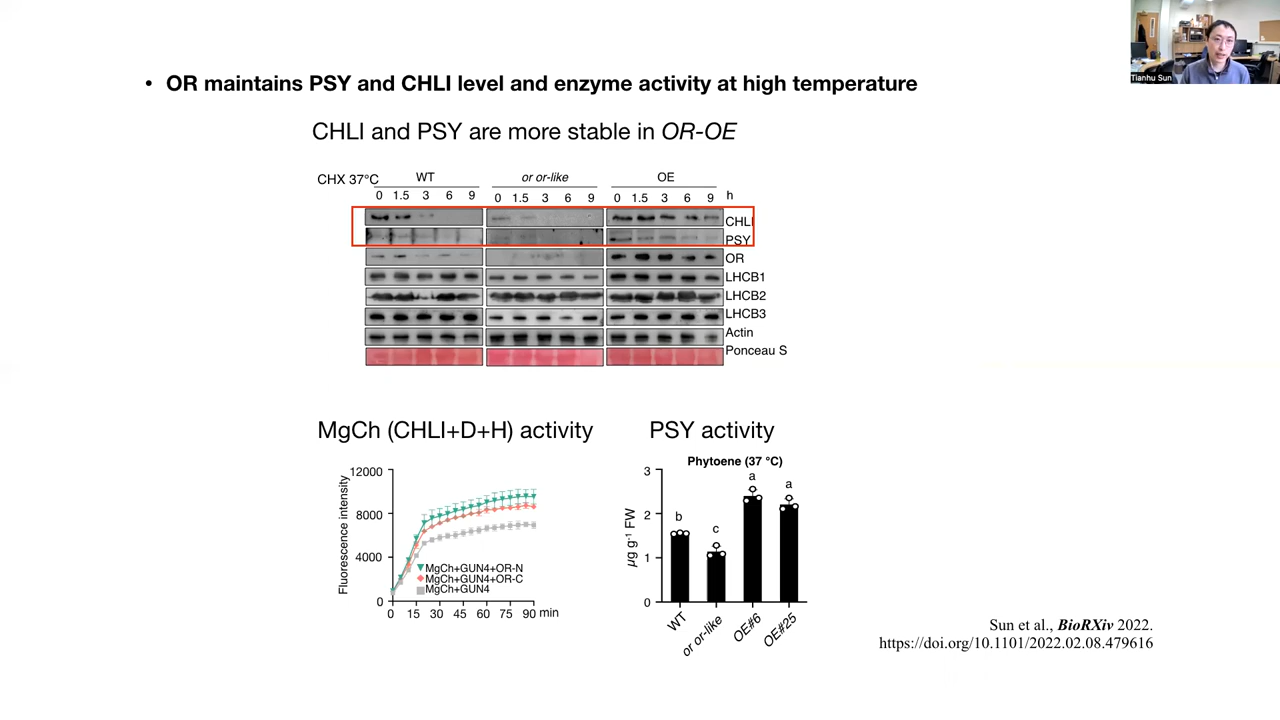 Tianhu Sun
• OR maintains PSY and CHLI level and enzyme activity at high temperature
CHLI and PSY are more stable in OR-OE
CHX 37°C WT or or-like OE
0 1.5 3 6 9 0 1.5 3 6 9 0 1.5 3 6 9 h
CHLI
PSY
OR
LHCB1
LHCB2
LHCB3
Actin
Ponceau S
MgCh (CHLI+D+H) activity
Fluorescence intensity
12000
8000
4000
0
MgCh+GUN4+OR-N
MgCh+GUN4+OR-C
MgCh+GUN4
0 15 30 45 60 75 90 min
PSY activity
Phytoene (37 °C)
µg g-1 FW
3
2
1
0
b c a a
WT
or or-like
OE#6
OE#25
Sun et al., BioRXiv 2022.
https://doi.org/10.1101/2022.02.08.479616